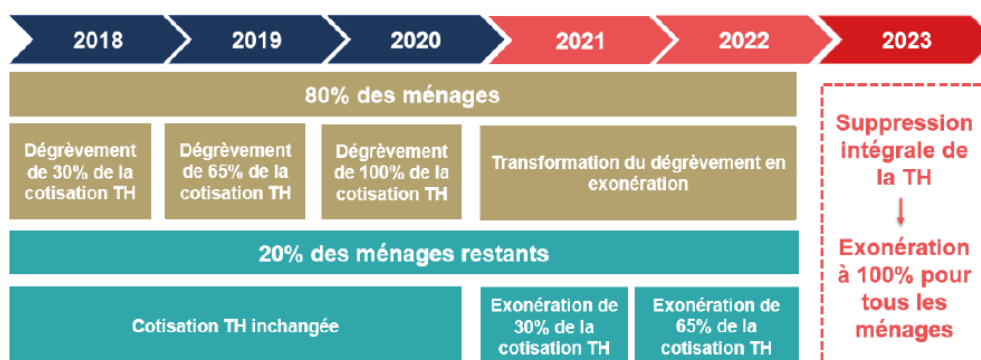 2018
2019
2020
2021
2022
2023
80% des ménages
Dégrèvement
de 30% de la
cotisation TH
Dégrèvement
de 65% de la
cotisation TH
Dégrèvement
de 100% de la
cotisation TH
Transformation du dégrèvement en
exonération
20% des ménages restants
Cotisation TH inchangée
Exonération de
30% de la
cotisation TH
Exonération de
65% de la
cotisation TH
Suppression
intégrale de
la TH
Exonération
à 100% pour
tous les
ménages